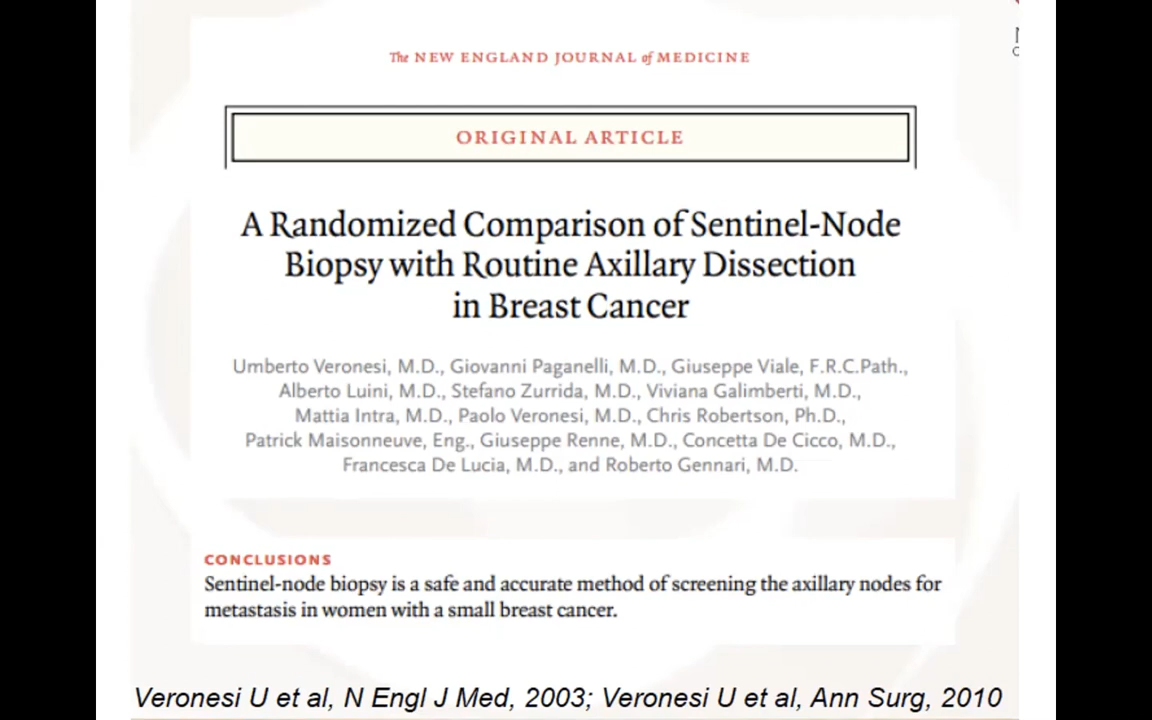 The NEW ENGLAND JOURNAL of MEDICINE
ORIGINAL ARTICLE
A Randomized Comparison of Sentinel-Node
Biopsy with Routine Axillary Dissection
in Breast Cancer
Umberto Veronesi, M.D., Giovanni Paganelli, M.D., Giuseppe Viale, F.R.C.Path.,
Alberto Luini, M.D., Stefano Zurrida, M.D., Viviana Galimberti, M.D.,
Mattia Intra, M.D., Paolo Veronesi, M.D., Chris Robertson, Ph.D.,
Patrick Maisonneuve, Eng., Giuseppe Renne, M.D., Concetta De Cicco, M.D.,
Francesca De Lucia, M.D., and Roberto Gennari, M.D.
CONCLUSIONS
Sentinel-node biopsy is a safe and accurate method of screening the axillary nodes for
metastasis in women with a small breast cancer.
Veronesi U et al, N Engl J Med, 2003; Veronesi U et al, Ann Surg, 2010